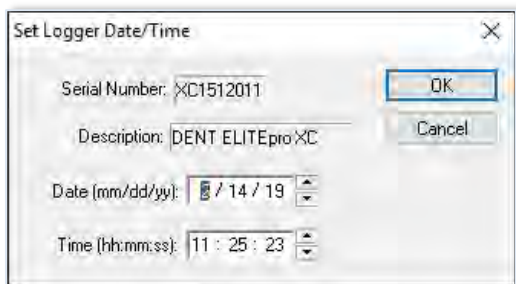 Set Logger Date/Time
Serial Number: XC1512011
OK
Description: DENT ELITEpro XC
Cancel
Date (mm/dd/yy): / 14 / 19
Time (hh:mm:ss): 11 : 25 : 23